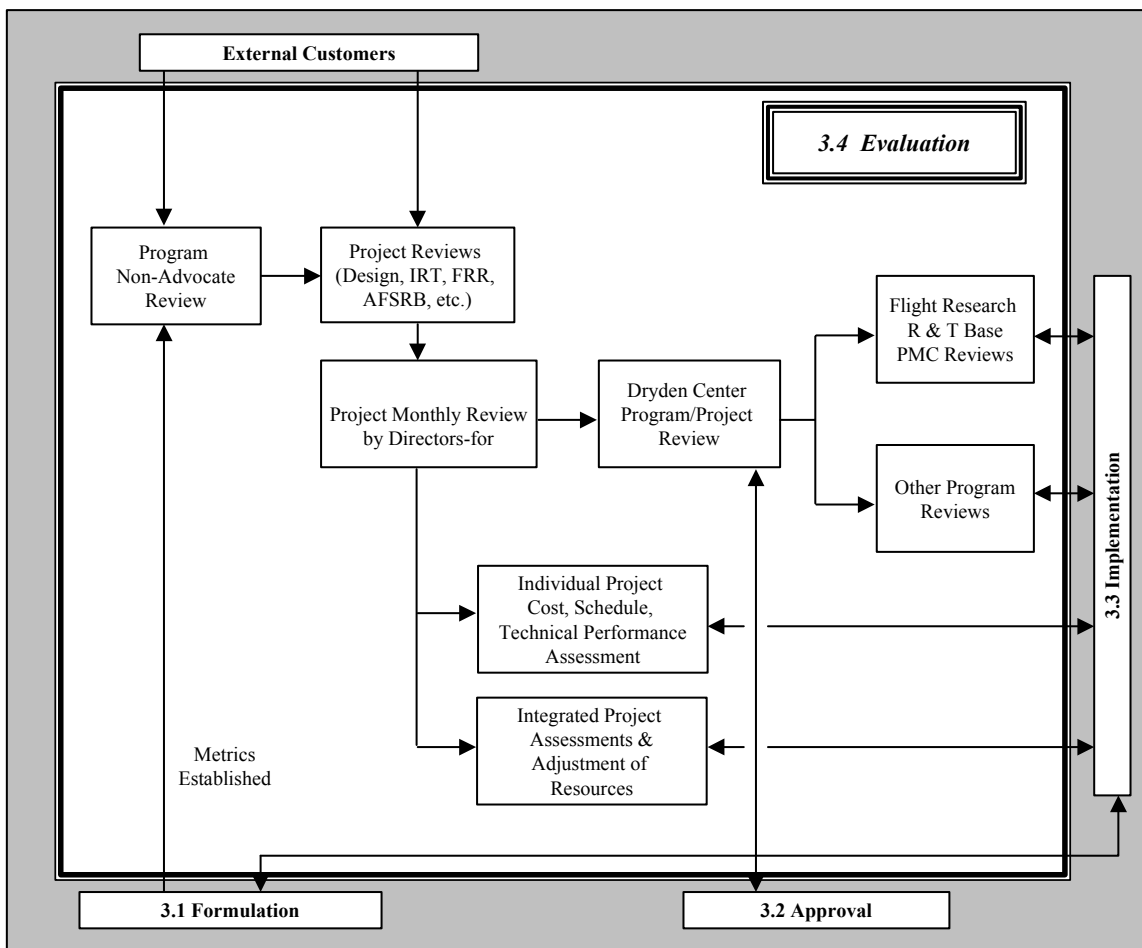 External Customers
3.4 Evaluation
Program
Non-Advocate
Review
Project Reviews
(Design, IRT, FRR,
AFSRB, etc.)
Flight Research
R & T Base
PMC Reviews
Project Monthly Review
by Directors-for
Dryden Center
Program/Project
Review
Other Program
Reviews
3.3 Implementation
Individual Project
Cost, Schedule,
Technical Performance
Assessment
Integrated Project
Assessments &
Adjustment of
Resources
Metrics
Established
3.1 Formulation
3.2 Approval